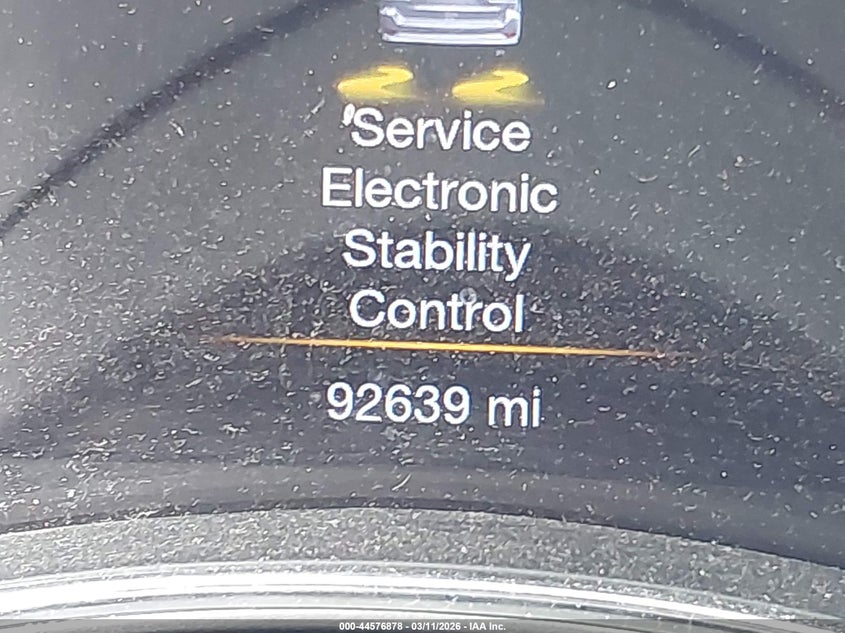 Service
Electronic
Stability
Control
92639 mi
000-44576878 - 03/11/2026 - IAA Inc.